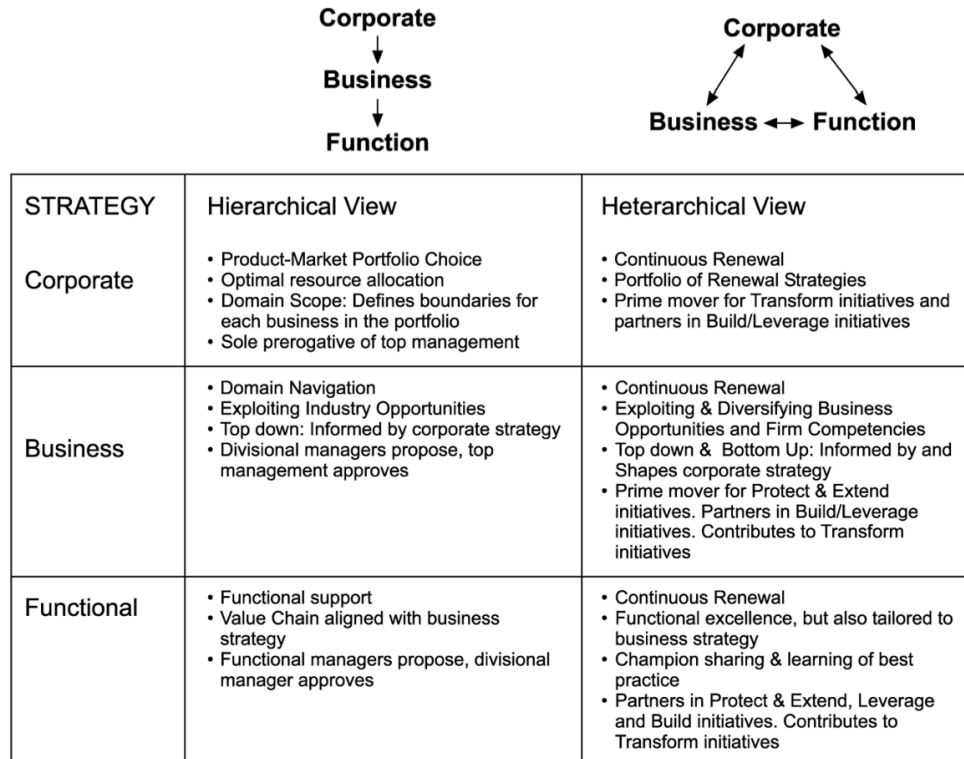 Corporate
Business
Function
Corporate
Business
Function
STRATEGY
Hierarchical View
Heterarchical View
Corporate
• Product-Market Portfolio Choice
• Optimal resource allocation
• Domain Scope: Defines boundaries for
each business in the portfolio
• Sole prerogative of top management
• Continuous Renewal
• Portfolio of Renewal Strategies
• Prime mover for Transform initiatives and
partners in Build/Leverage initiatives
Business
• Domain Navigation
• Exploiting Industry Opportunities
• Top down: Informed by corporate strategy
• Divisional managers propose, top
management approves
• Continuous Renewal
• Exploiting & Diversifying Business
Opportunities and Firm Competencies
• Top down & Bottom Up: Informed by and
Shapes corporate strategy
• Prime mover for Protect & Extend
initiatives. Partners in Build/Leverage
initiatives. Contributes to Transform
initiatives
Functional
• Functional support
• Value Chain aligned with business
strategy
• Functional managers propose, divisional
manager approves
• Continuous Renewal
• Functional excellence, but also tailored to
business strategy
• Champion sharing & learning of best
practice
• Partners in Protect & Extend, Leverage
and Build initiatives. Contributes to
Transform initiatives